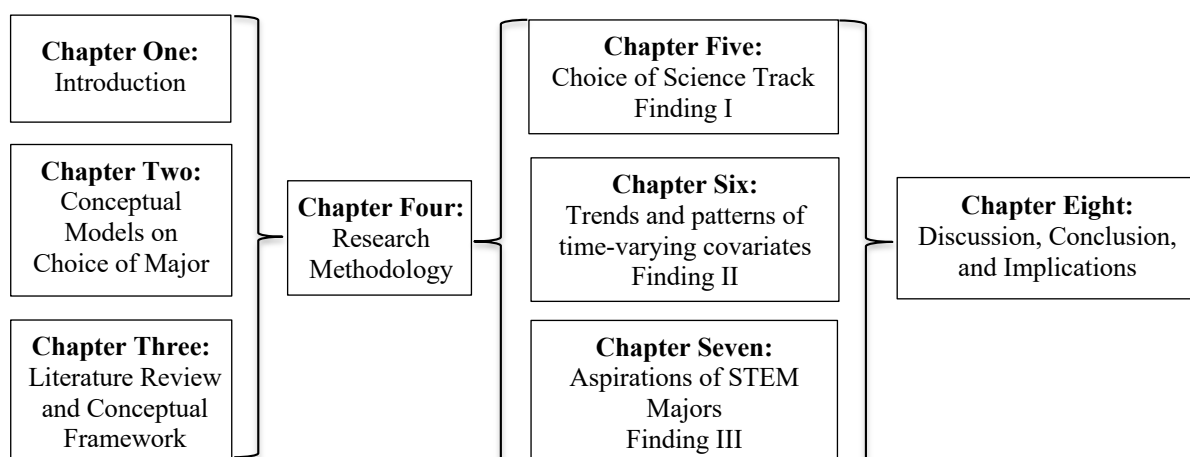 Chapter One:
Introduction
Chapter Two:
Conceptual
Models on
Choice of Major
Chapter Three:
Literature Review
and Conceptual
Framework
Chapter Four:
Research
Methodology
Chapter Five:
Choice of Science Track
Finding I
Chapter Six:
Trends and patterns of
time-varying covariates
Finding II
Chapter Seven:
Aspirations of STEM
Majors
Finding III
Chapter Eight:
Discussion, Conclusion,
and Implications